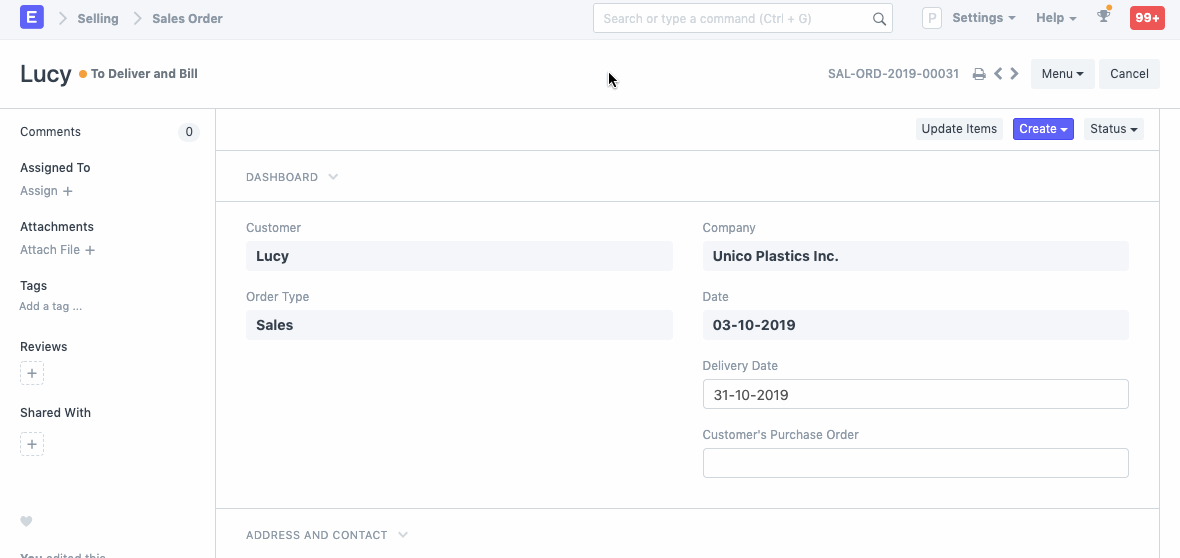 E Selling Sales Order Search or type a command (Ctrl + G) P Settings Help 99+
Lucy To Deliver and Bill SAL-ORD-2019-00031 Menu Cancel
Comments 0
Update Items Create Status
Assigned To
Assign +
DASHBOARD
Attachments
Attach File +
Tags
Add a tag ...
Reviews
+
Shared With
+
Customer
Lucy
Order Type
Sales
Company
Unico Plastics Inc.
Date
03-10-2019
Delivery Date
31-10-2019
Customer's Purchase Order
ADDRESS AND CONTACT
You edited this